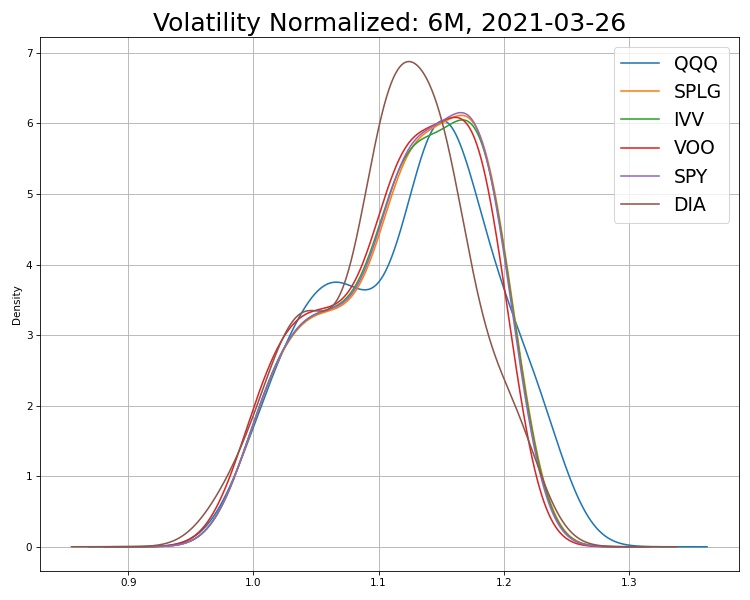 Volatility Normalized: 6M, 2021-03-26
QQQ
SPLG
IVV
VOO
SPY
DIA
Density
7
6
5
4
3
2
1
0
0.9 1.0 1.1 1.2 1.3